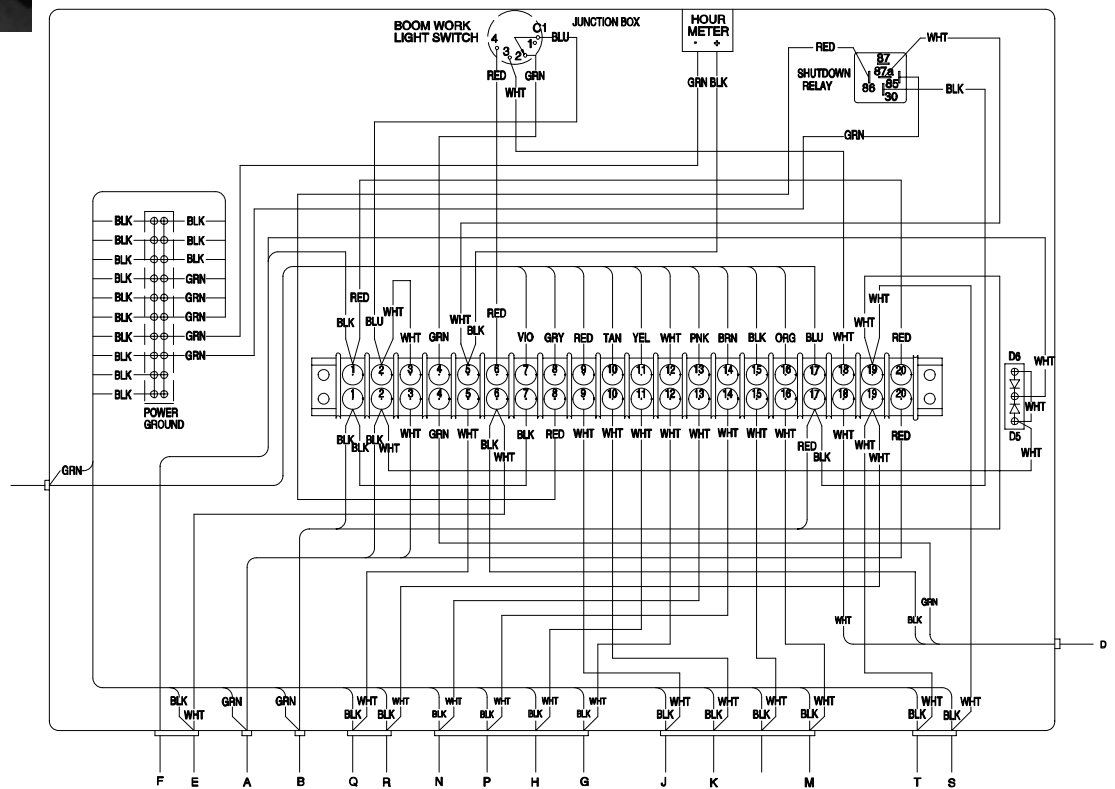 BOOM WORK
LIGHT SWITCH
4
3
2
1
C1
BLU
JUNCTION BOX
HOUR
METER
- +
RED
WHT
GRN
GRN BLK
RED
WHT
SHUTDOWN
RELAY
87
87a
86
85
30
BLK
GRN
BLK BLK
BLK BLK
BLK BLK
BLK GRN
BLK GRN
BLK GRN
BLK GRN
BLK GRN
BLK
BLK
POWER
GROUND
GRN
RED
BLK
BLU
WHT
WHT
GRN
WHT
BLK
RED
VIO GRY RED TAN YEL WHT PNK BRN BLK ORG BLU WHT
WHT
WHT
RED
1 2 3 4 5 6 7 8 9 10 11 12 13 14 15 16 17 18 19 20
1 2 3 4 5 6 7 8 9 10 11 12 13 14 15 16 17 18 19 20
BLK
BLK
BLK
WHT
WHT GRN WHT
BLK
WHT
BLK RED WHT WHT WHT WHT WHT WHT WHT WHT
RED
BLK
WHT
WHT
WHT
RED
D6
WHT
WHT
D5
WHT
WHT
BLK
GRN
D
BLK
WHT
GRN
GRN
WHT
BLK
WHT
WHT
BLK
WHT
BLK
WHT
BLK
WHT
BLK
WHT
BLK
WHT
BLK
WHT
BLK
WHT
BLK
WHT
BLK
WHT
BLK
F E A B Q R N P H G J K M T S